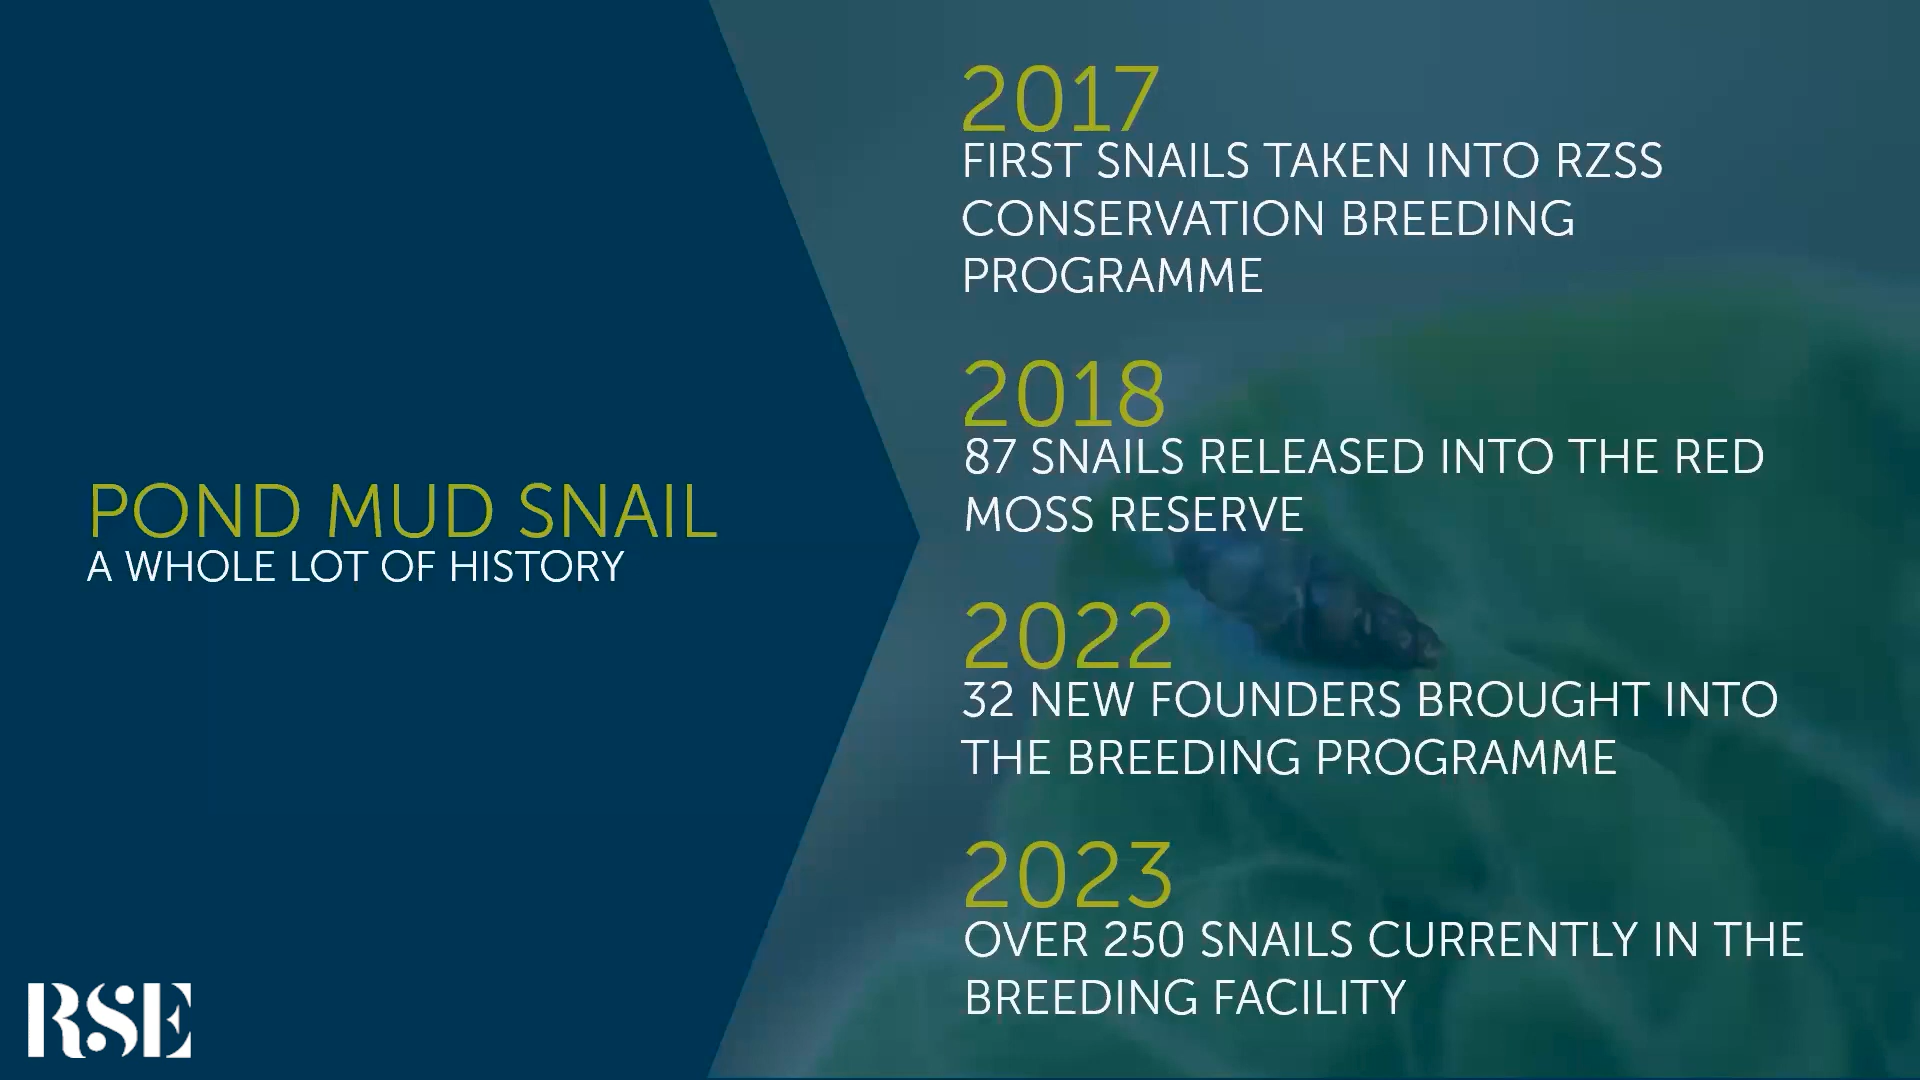 POND MUD SNAIL
A WHOLE LOT OF HISTORY
2017
FIRST SNAILS TAKEN INTO RZSS
CONSERVATION BREEDING
PROGRAMME
2018
87 SNAILS RELEASED INTO THE RED
MOSS RESERVE
2022
32 NEW FOUNDERS BROUGHT INTO
THE BREEDING PROGRAMME
2023
OVER 250 SNAILS CURRENTLY IN THE
BREEDING FACILITY
RSE